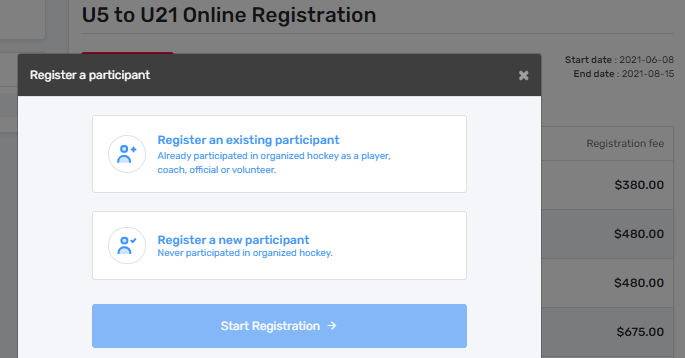 U5 to U21 Online Registration
Start date : 2021-06-08
End date : 2021-08-15
Register a participant
Register an existing participant
Already participated in organized hockey as a player,
coach, official or volunteer.
Register a new participant
Never participated in organized hockey.
Start Registration →
Registration fee
$380.00
$480.00
$480.00
$675.00